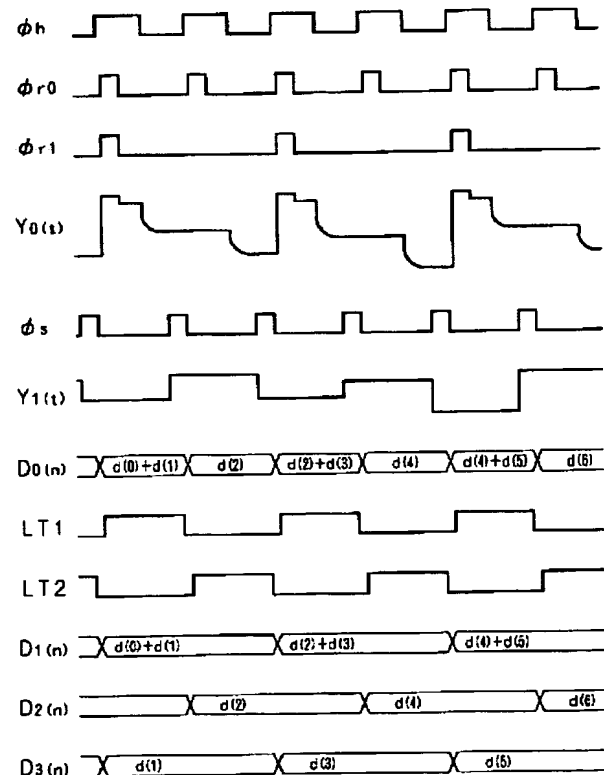 φh
φr0
φr1
Y0(t)
φs
Y1(t)
D0(n) d(0)+d(1) d(2) d(2)+d(3) d(4) d(4)+d(5) d(6)
LT1
LT2
D1(n) d(0)+d(1) d(2)+d(3) d(4)+d(5)
D2(n) d(2) d(4) d(6)
D3(n) d(1) d(3) d(5)